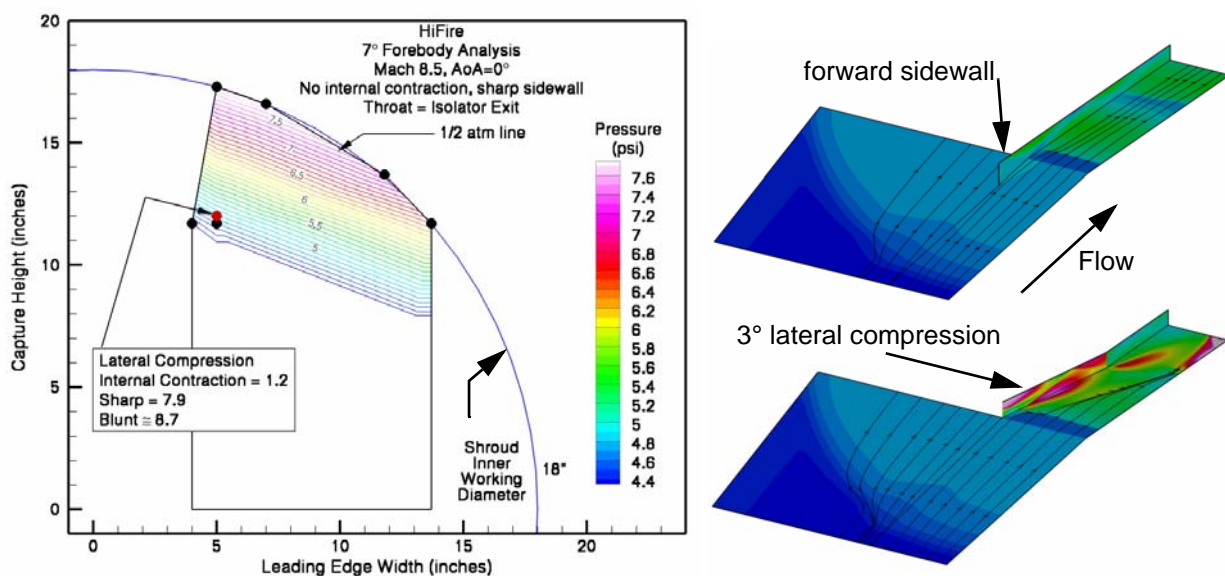 HiFire
7° Forebody Analysis
Mach 8.5, AoA=0°
No internal contraction, sharp sidewall
Throat = Isolator Exit
1/2 atm line
20
15
10
5
0
Capture Height (inches)
0
5
10
15
20
Leading Edge Width (inches)
7.5
7
6.5
6
5.5
5
Lateral Compression
Internal Contraction = 1.2
Sharp = 7.9
Blunt ≅ 8.7
Shroud
Inner
Working
Diameter
18"
Pressure
(psi)
7.6
7.4
7.2
7
6.8
6.6
6.4
6.2
6
5.8
5.6
5.4
5.2
5
4.8
4.6
4.4
forward sidewall
Flow
3° lateral compression